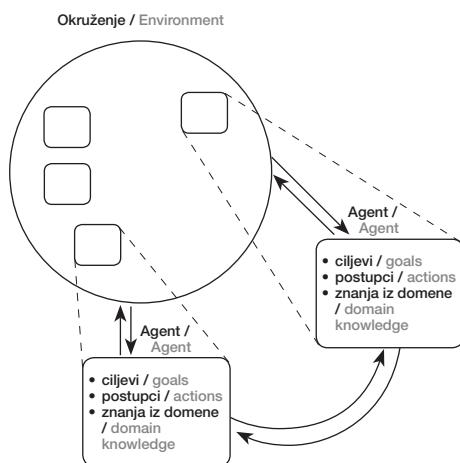 Okruženje / Environment
Agent /
Agent
• ciljevi / goals
• postupci / actions
• znanja iz domene
/ domain
knowledge
Agent /
Agent
• ciljevi / goals
• postupci / actions
• znanja iz domene
/ domain
knowledge